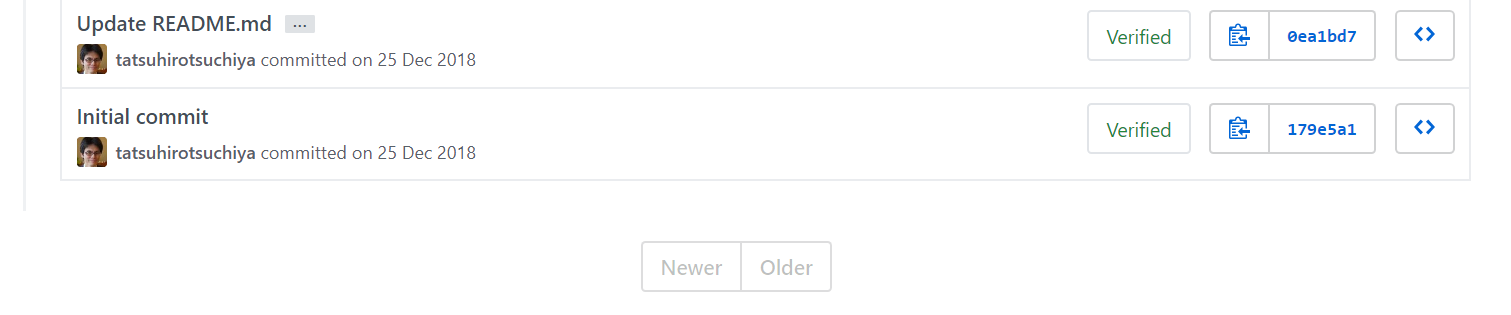 Update README.md ...
tatsuhirotsuchiya committed on 25 Dec 2018
Verified
0ea1bd7
Initial commit
tatsuhirotsuchiya committed on 25 Dec 2018
Verified
179e5a1
Newer Older